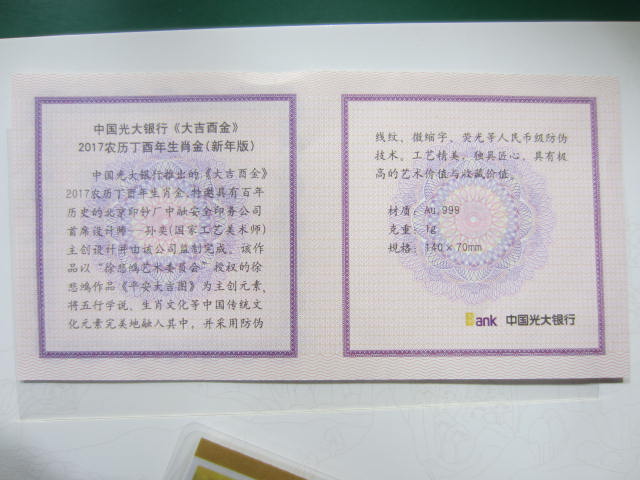 中国光大银行《大吉酉金》
2017农历丁酉年生肖金(新年版)
中国光大银行推出的《大吉酉金》
2017农历丁酉年生肖金,特邀具有百年
历史的北京印钞厂中融安全印务公司
首席设计师——孙奕(国家工艺美术师)
主创设计并由该公司监制完成。该作
品以“徐悲鸿艺术委员会”授权的徐
悲鸿作品《平安大吉图》为主创元素,
将五行学说、生肖文化等中国传统文
化元素完美地融入其中,并采用防伪
线纹、微缩字、荧光等人民币级防伪
技术。工艺精美,独具匠心,具有极
高的艺术价值与收藏价值。
材质:Au.999
克重:1g
规格:140×70mm
Bank 中国光大银行